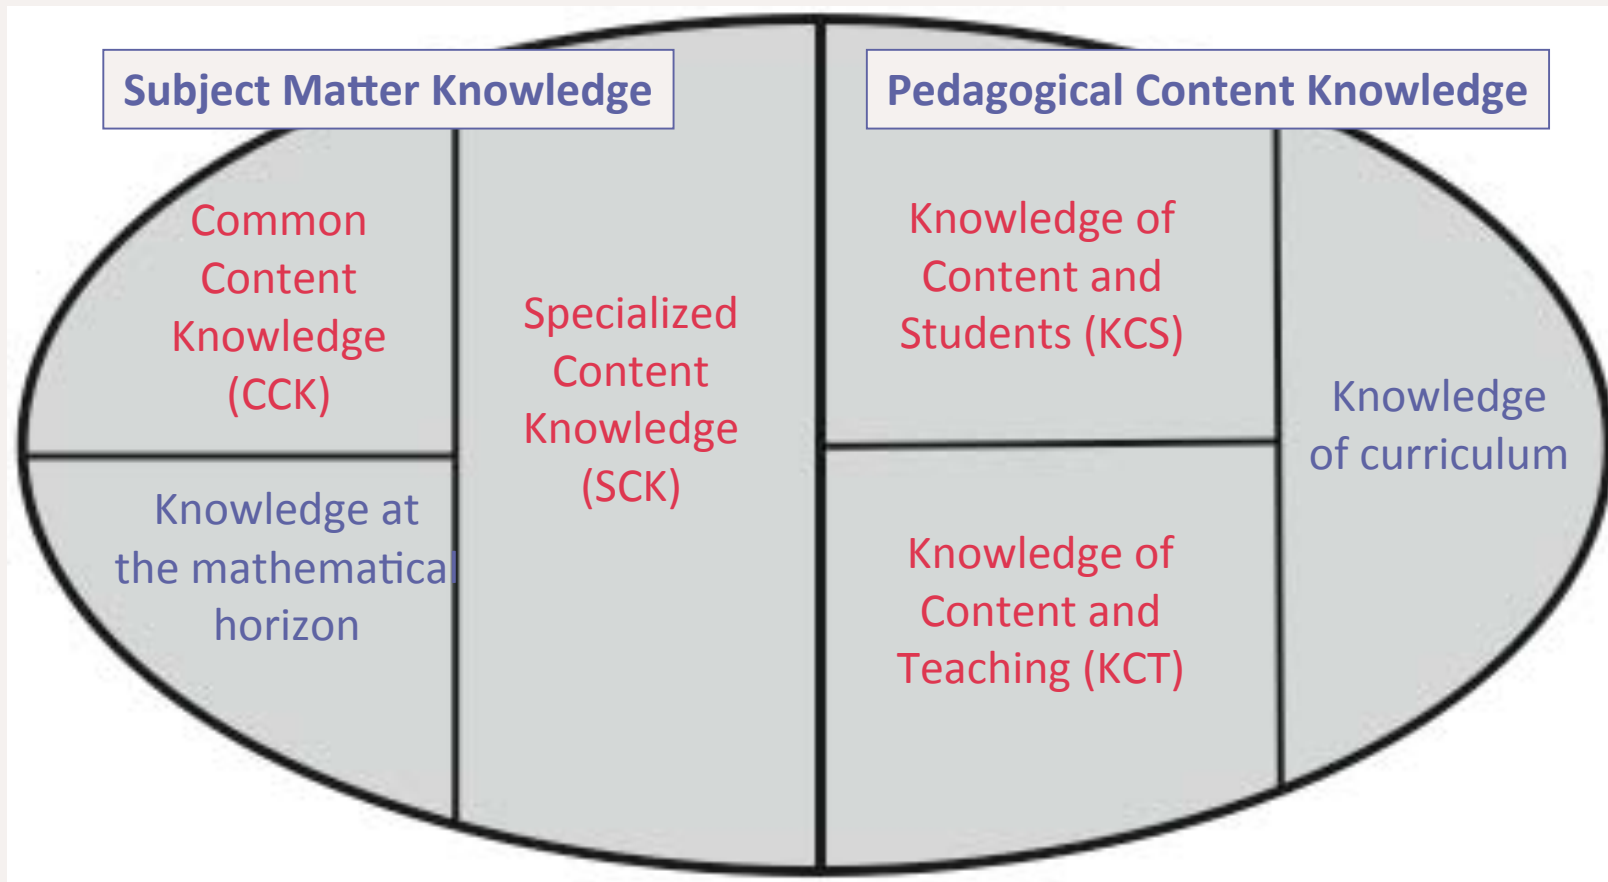 Subject Matter Knowledge
Pedagogical Content Knowledge
Common
Content
Knowledge
(CCK)
Knowledge at
the mathematical
horizon
Specialized
Content
Knowledge
(SCK)
Knowledge of
Content and
Students (KCS)
Knowledge of
Content and
Teaching (KCT)
Knowledge
of curriculum